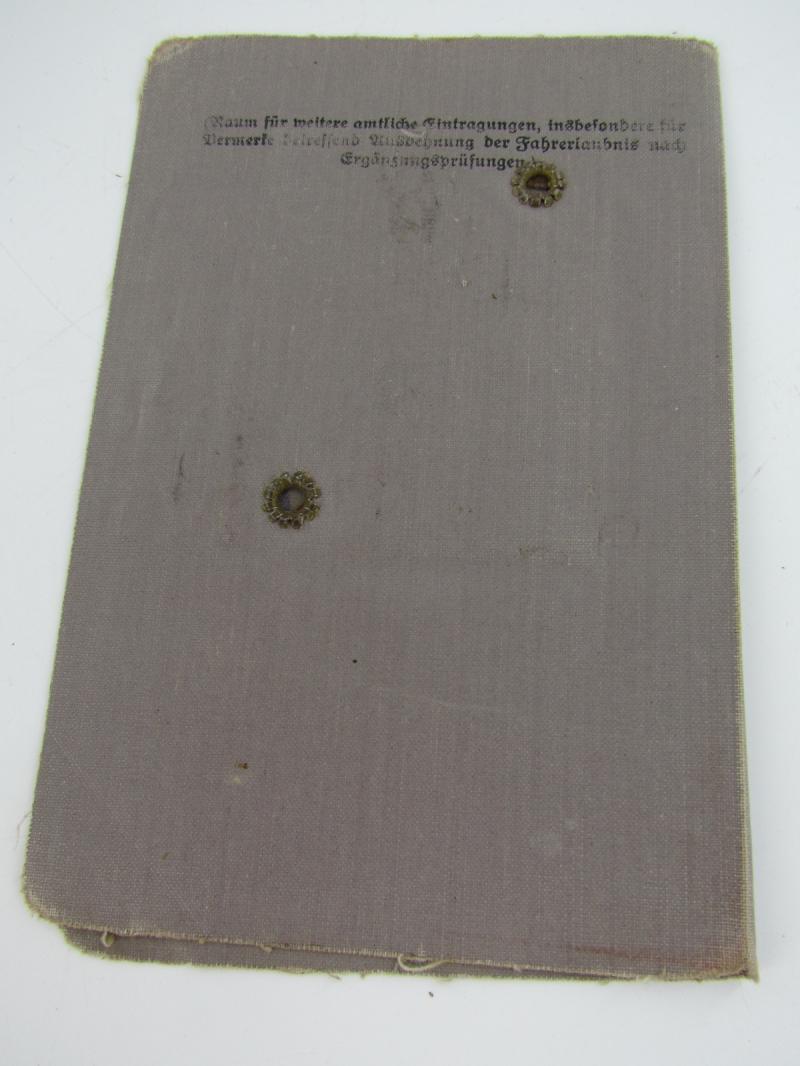 (Raum für weitere amtliche Eintragungen, insbesondere für
Vermerke betreffend Ausdehnung der Fahrerlaubnis nach
Ergänzungsprüfungen.)